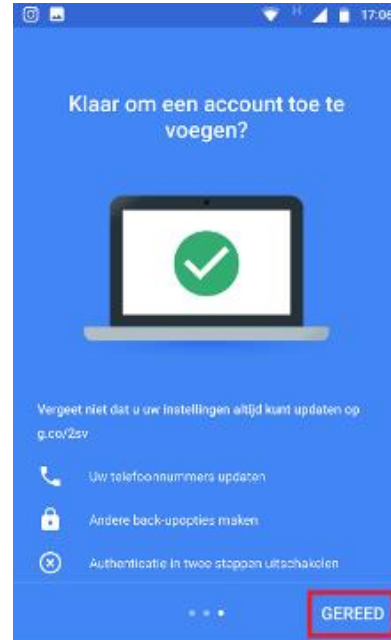 17:06
Klaar om een account toe te
voegen?
Vergeet niet dat u uw instellingen altijd kunt updaten op
g.co/2sv
Uw telefoonnummers updaten
Andere back-upopties maken
Authenticatie in twee stappen uitschakelen
GEREED